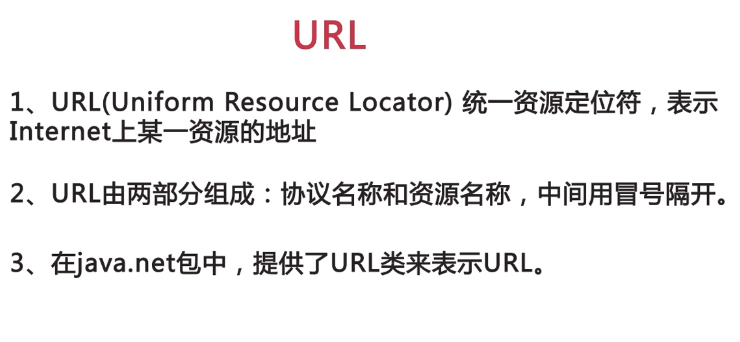 URL
1、URL(Uniform Resource Locator) 统一资源定位符，表示
Internet上某一资源的地址
2、URL由两部分组成：协议名称和资源名称，中间用冒号隔开。
3、在java.net包中，提供了URL类来表示URL。